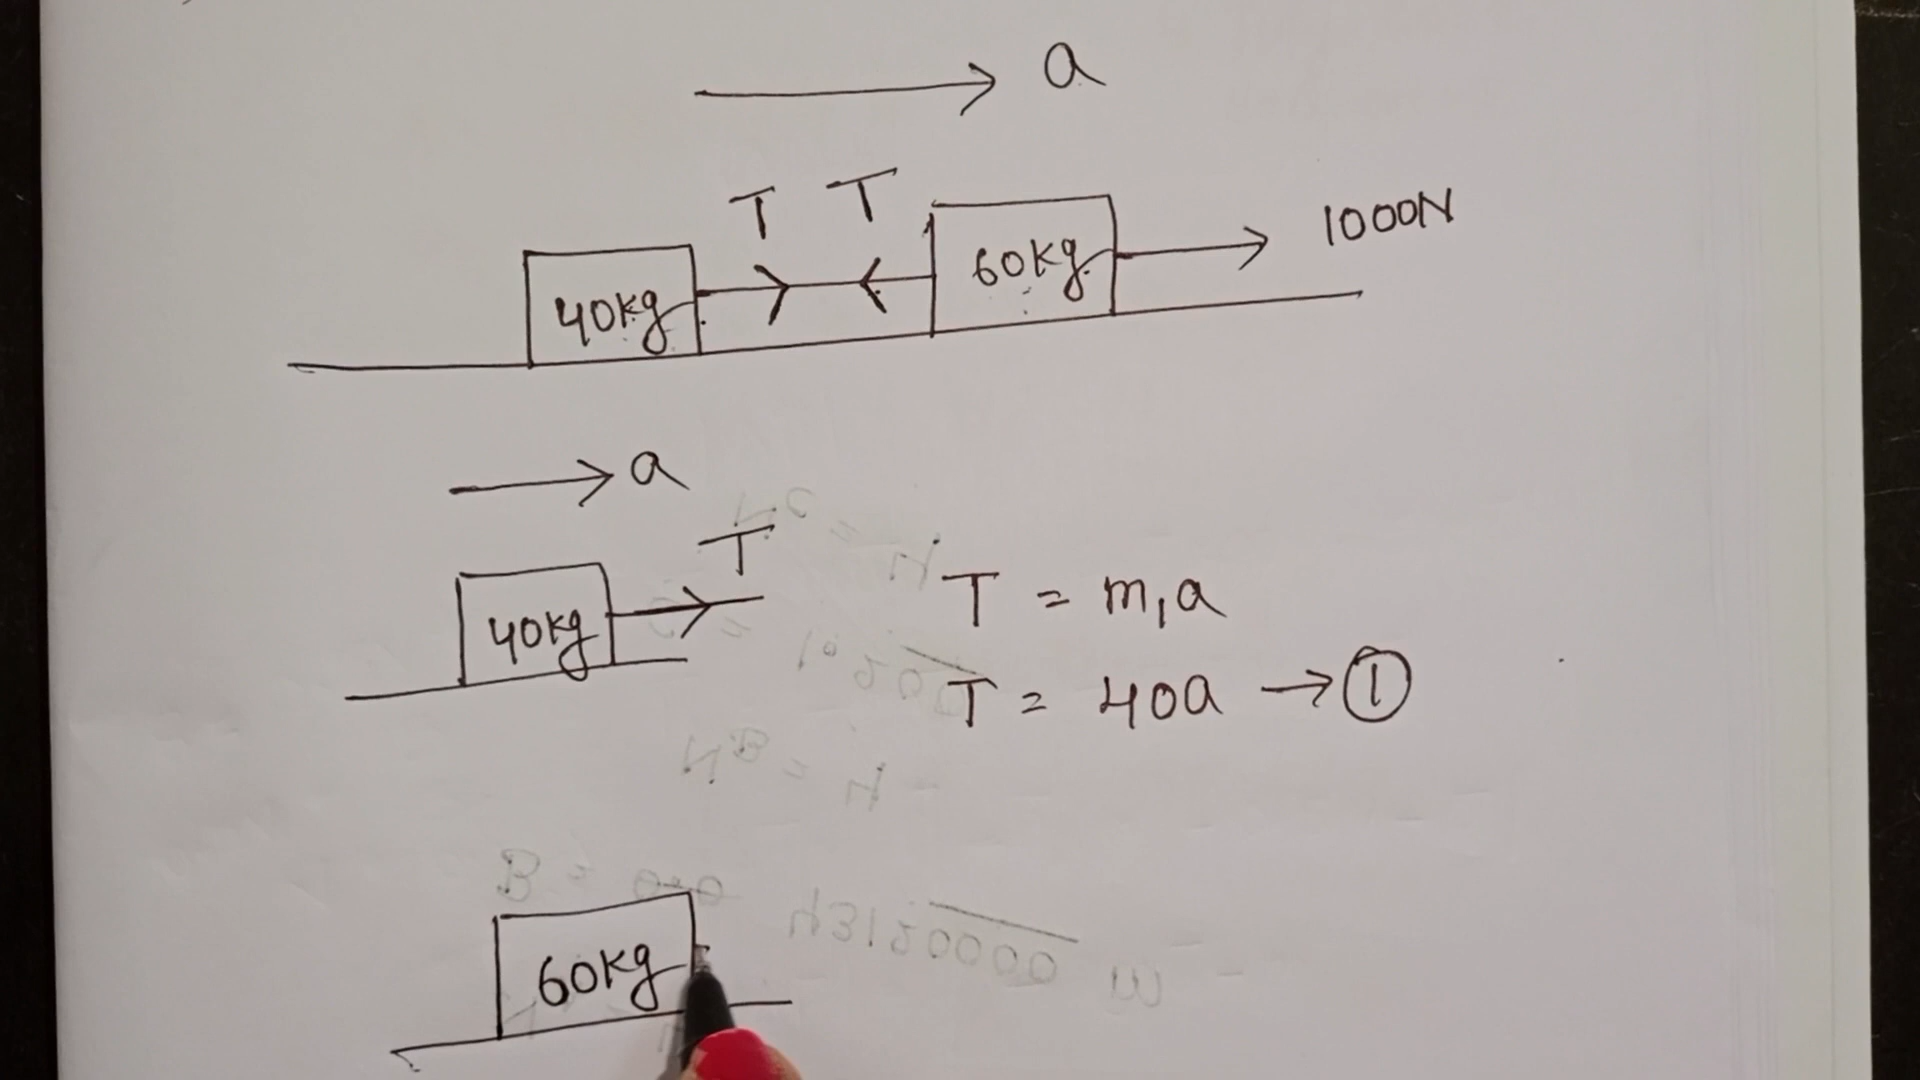 a
T T
40kg 60kg 1000N
a
T
40kg
T = m₁a
T = 40a → ①
60kg